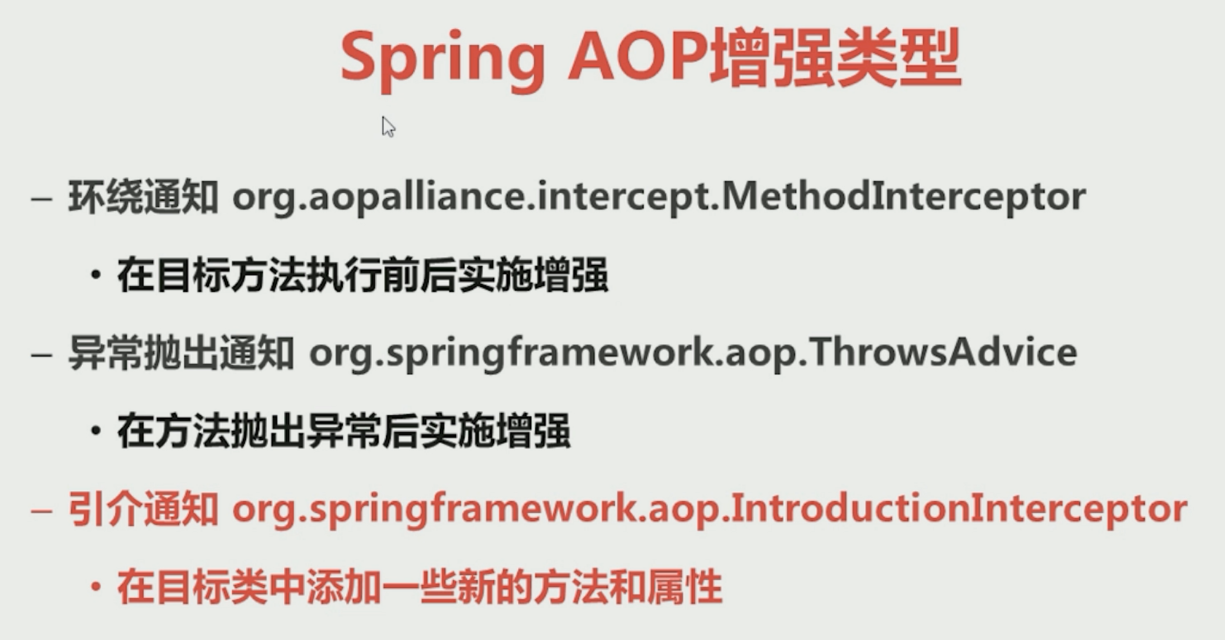 Spring AOP增强类型
– 环绕通知 org.aopalliance.intercept.MethodInterceptor
• 在目标方法执行前后实施增强
– 异常抛出通知 org.springframework.aop.ThrowsAdvice
• 在方法抛出异常后实施增强
– 引介通知 org.springframework.aop.IntroductionInterceptor
• 在目标类中添加一些新的方法和属性